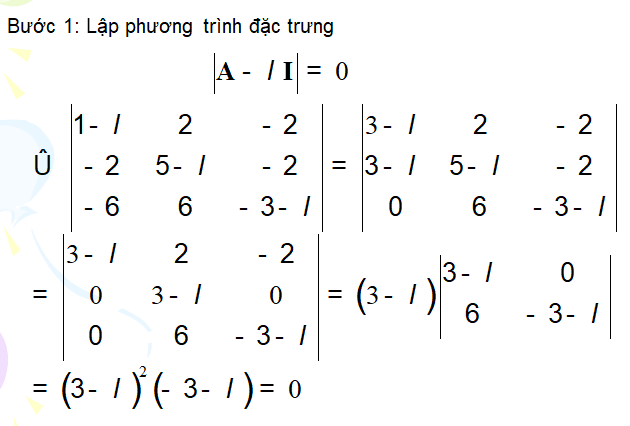 Bước 1: Lập phương trình đặc trưng
|A - l I| = 0
Û |1- l 2 - 2| = |3- l 2 - 2|
|- 2 5- l - 2| |3- l 5- l - 2|
|- 6 6 - 3- l| |0 6 - 3- l|
= |3- l 2 - 2| = (3- l) |3- l 0|
|0 3- l 0| |6 - 3- l|
|0 6 - 3- l|
= (3- l)² (- 3- l) = 0